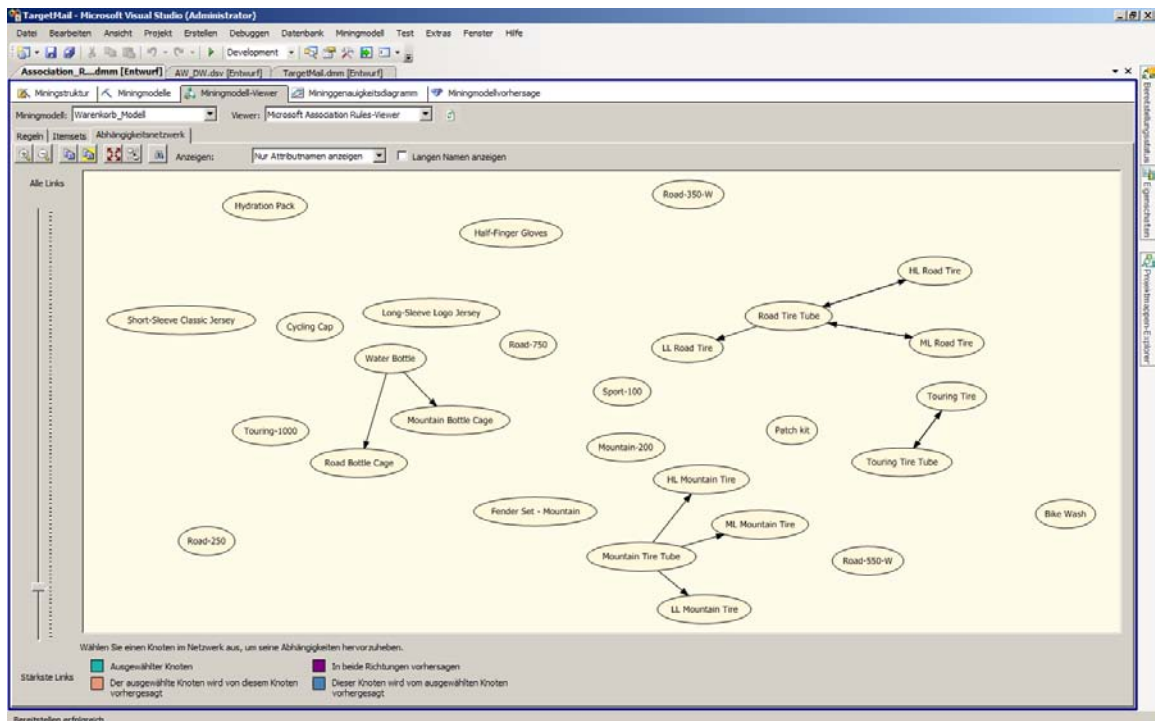 TargetMail - Microsoft Visual Studio (Administrator)
Datei Bearbeiten Ansicht Projekt Erstellen Debuggen Datenbank Miningmodell Test Extras Fenster Hilfe
Development
Association_R....dmm [Entwurf] AW_DW.dsv [Entwurf] TargetMail.dmm [Entwurf]
Miningstruktur Miningmodelle Miningmodell-Viewer Mininggenauigkeitsdiagramm Miningmodellvorhersage
Miningmodell: Warenkorb_Modell Viewer: Microsoft Association Rules-Viewer
Regeln Itemsets Abhängigkeitsnetzwerk
Anzeigen: Nur Attributnamen anzeigen Langen Namen anzeigen
Alle Links
Road-350-W
Hydration Pack
Half-Finger Gloves
HL Road Tire
Long-Sleeve Logo Jersey
Road Tire Tube
Short-Sleeve Classic Jersey
Cycling Cap
Road-750
LL Road Tire
ML Road Tire
Water Bottle
Sport-100
Touring Tire
Mountain Bottle Cage
Touring-1000
Patch kit
Mountain-200
Road Bottle Cage
Touring Tire Tube
HL Mountain Tire
Fender Set - Mountain
Bike Wash
ML Mountain Tire
Road-250
Mountain Tire Tube
Road-550-W
LL Mountain Tire
Stärkste Links
Wählen Sie einen Knoten im Netzwerk aus, um seine Abhängigkeiten hervorzuheben.
Ausgewählter Knoten
In beide Richtungen vorhersagen
Der ausgewählte Knoten wird von diesem Knoten
vorhergesagt
Dieser Knoten wird vom ausgewählten Knoten
vorhergesagt
Bereitstellungsstatus
Eigenschaften
Projektmappen-Explorer
Bereitstellen erfolgreich